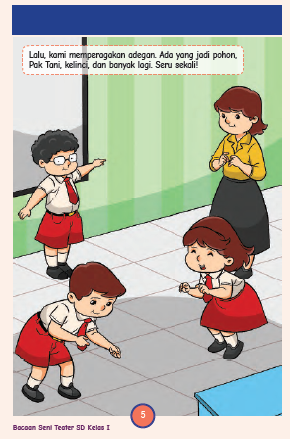 Lalu, kami memperagakan adegan. Ada yang jadi pohon,
Pak Tani, kelinci, dan banyak lagi. Seru sekali!
5
Bacaan Seni Teater SD Kelas I